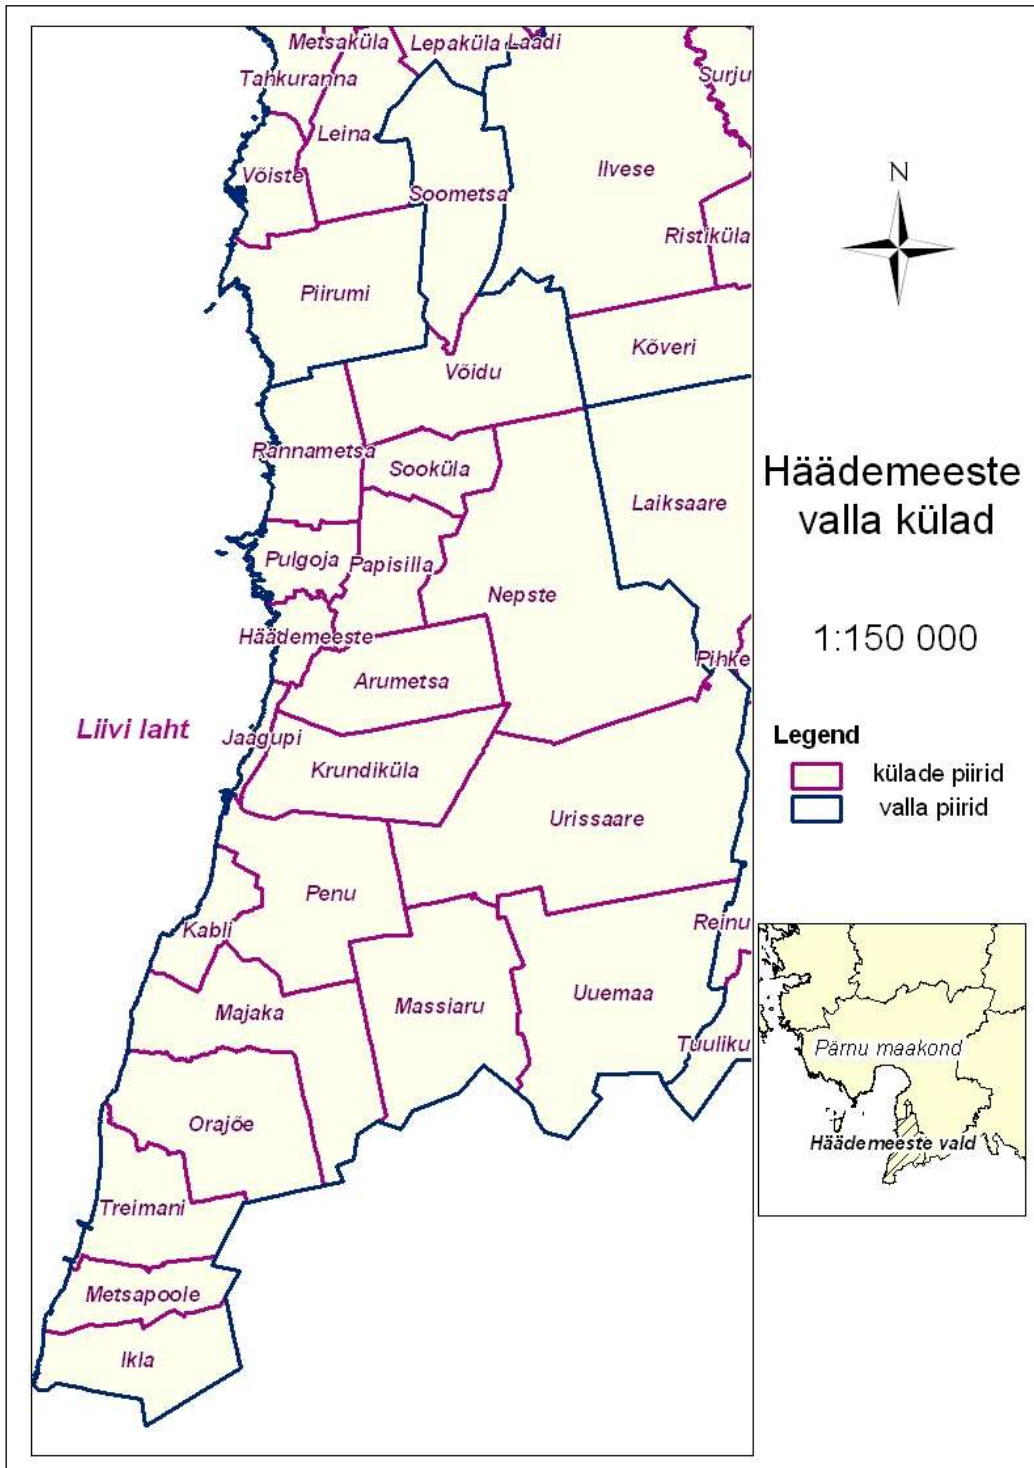 Metsaküla
Lepaküla
Laadi
Tahkuranna
Surju
Leina
Võiste
Soometsa
Ilvese
N
Ristiküla
Piirumi
Kõveri
Võidu
Rannametsa
Sooküla
Laiksaare
Häädemeeste
valla külad
Pulgoja
Papisilla
Nepste
Häädemeeste
1:150 000
Pihke
Arumetsa
Liivi laht
Jaagupi
Krundiküla
Legend
külade piirid
valla piirid
Urissaare
Penu
Kabli
Reinu
Majaka
Massiaru
Uuemaa
Tuuliku
Pärnu maakond
Orajõe
Häädemeeste vald
Treimani
Metsapoole
Ikla